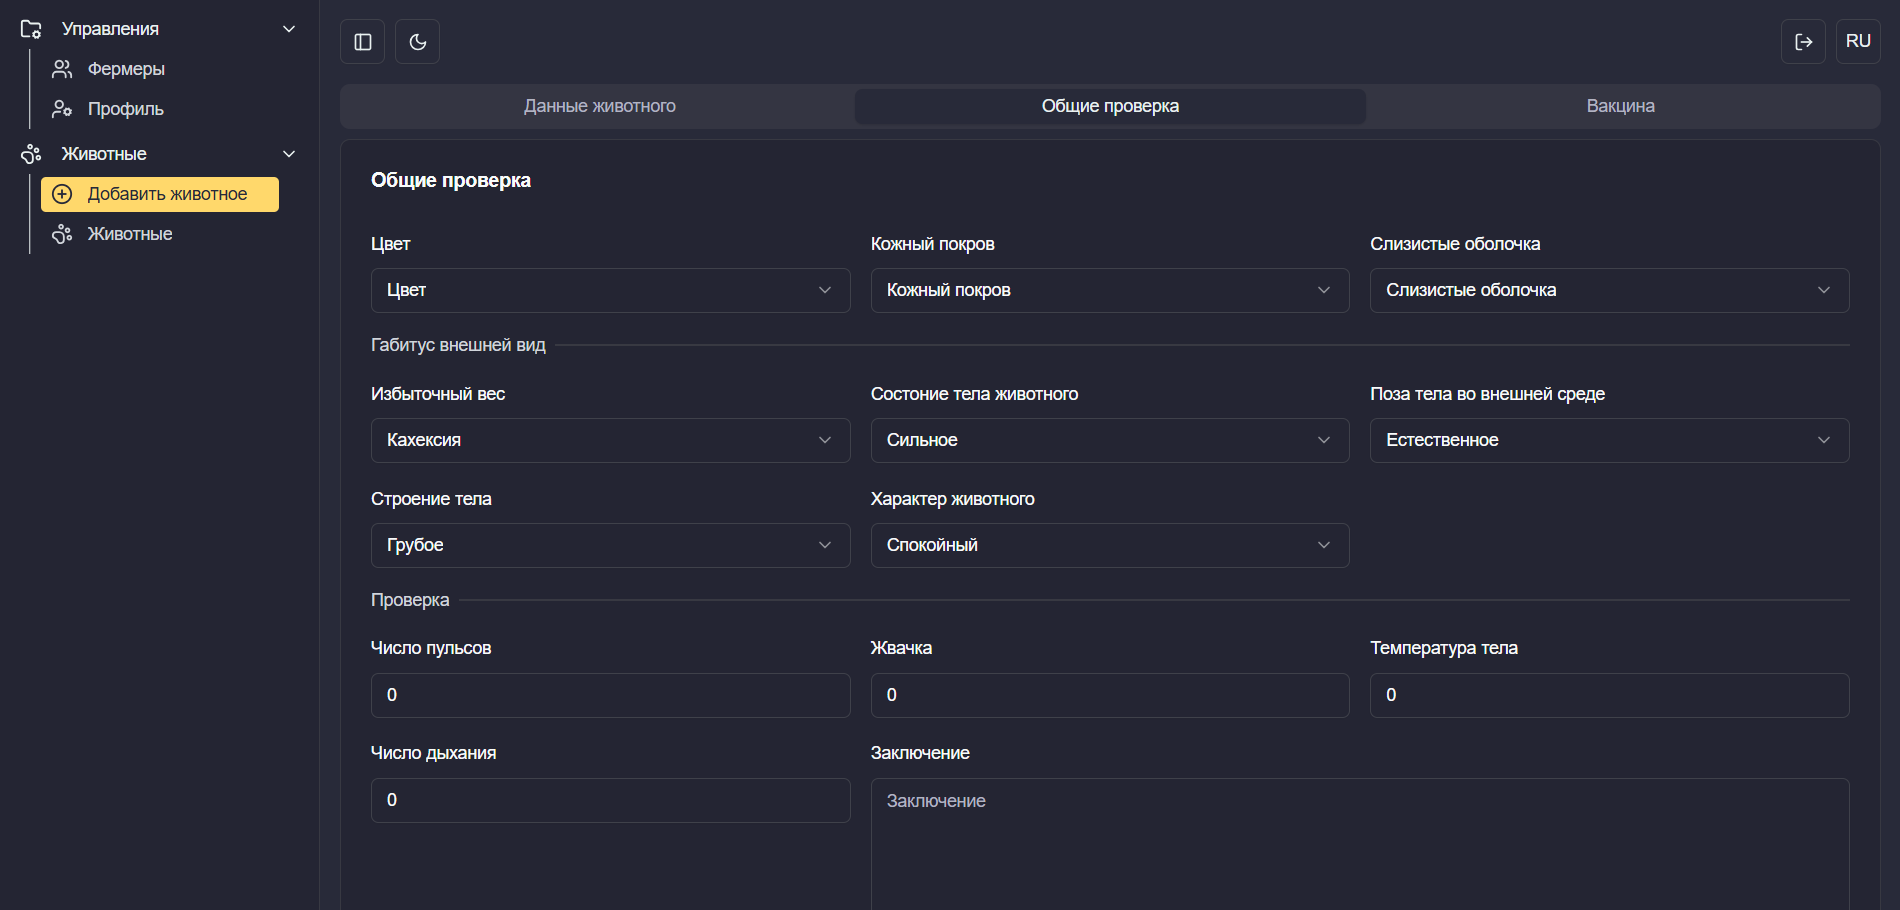 Управления
Фермеры
Профиль
Животные
Добавить животное
Животные
RU
Данные животного
Общие проверка
Вакцина
Общие проверка
Цвет
Кожный покров
Слизистые оболочка
Цвет
Кожный покров
Слизистые оболочка
Габитус внешней вид
Избыточный вес
Состоние тела животного
Поза тела во внешней среде
Кахексия
Сильное
Естественное
Строение тела
Характер животного
Грубое
Спокойный
Проверка
Число пульсов
Жвачка
Температура тела
0
0
0
Число дыхания
Заключение
0
Заключение